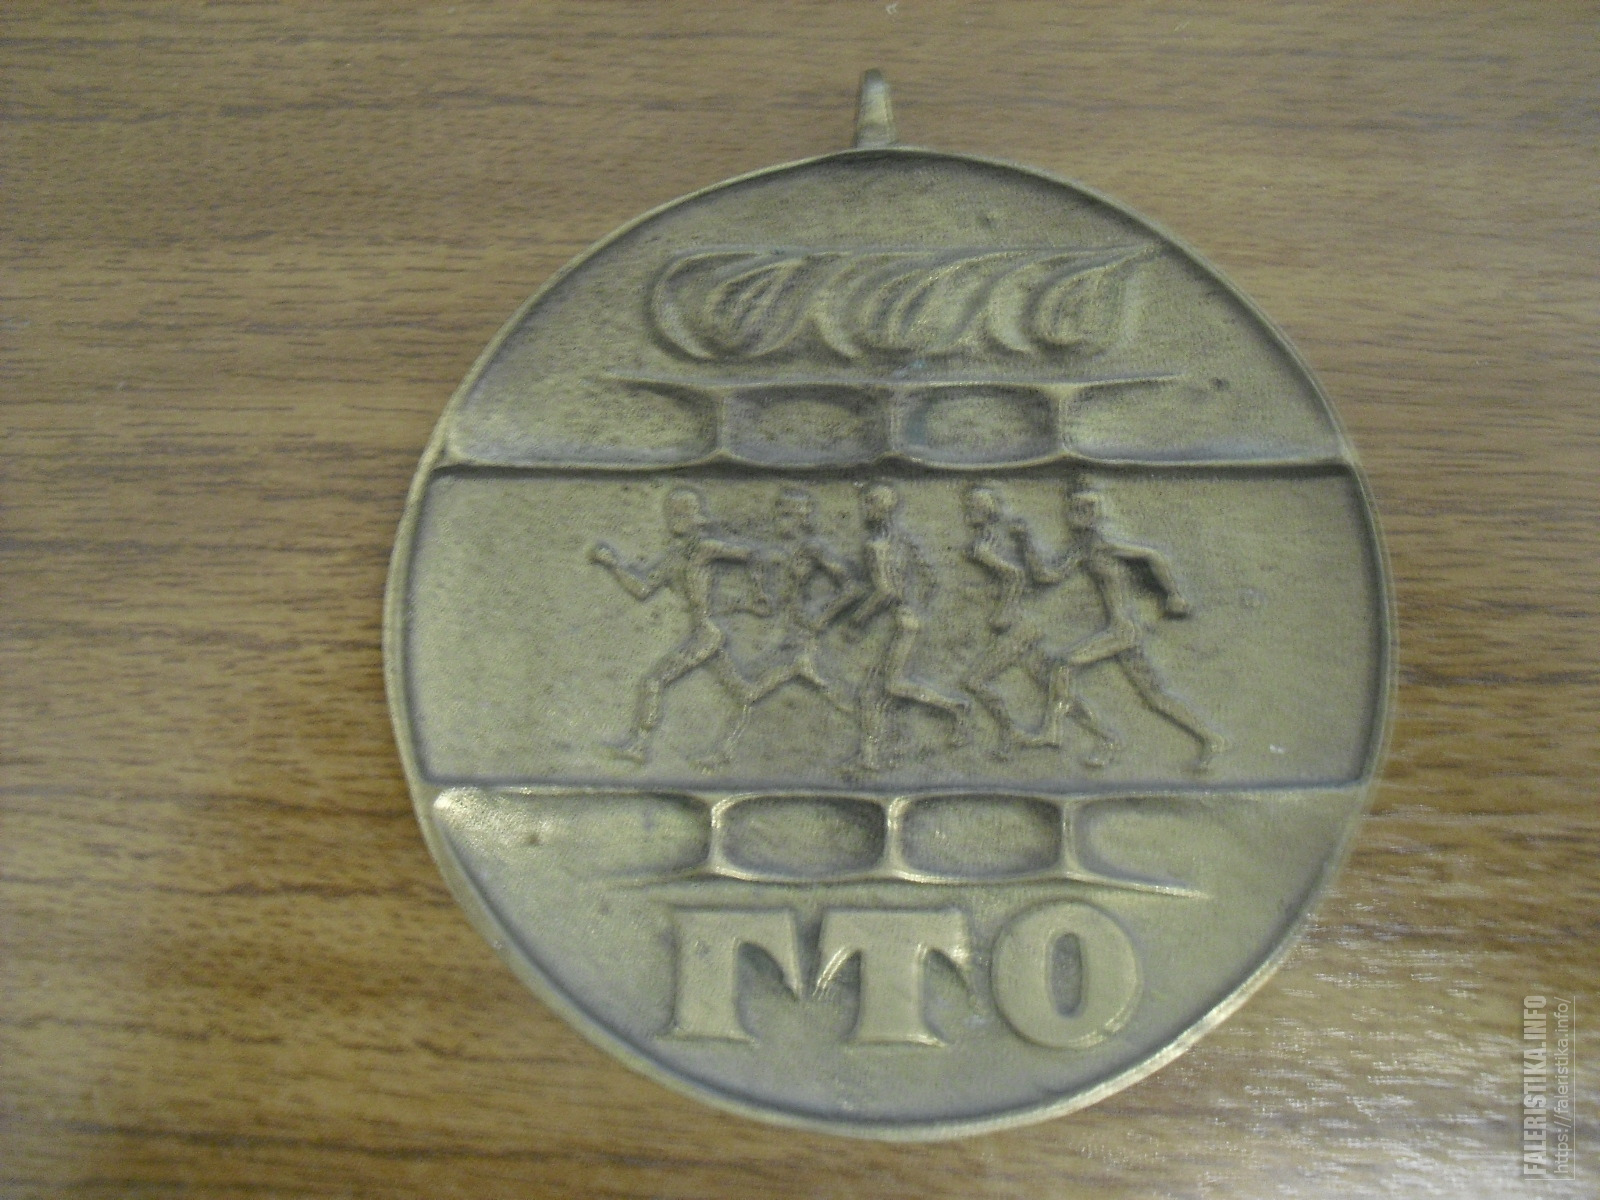 ГТО
FALERISTIKA.INFO
https://faleristika.info/